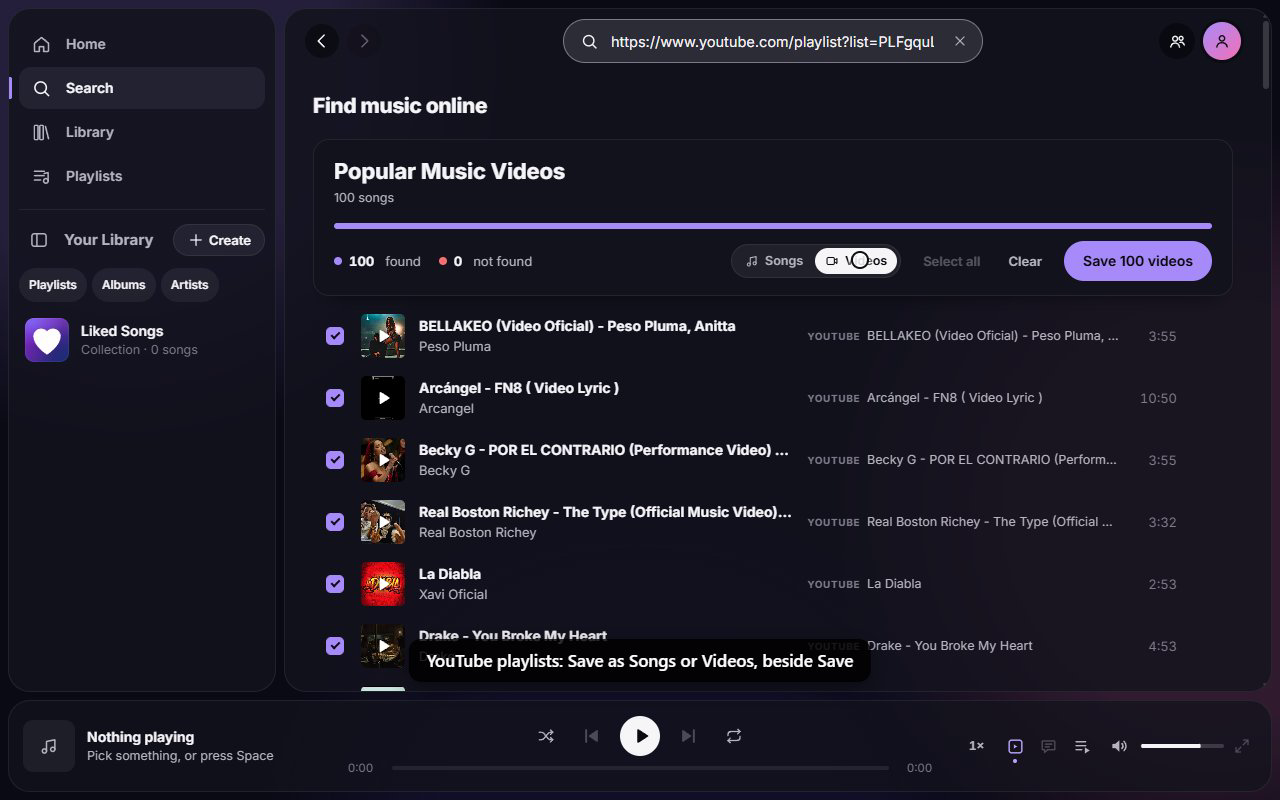 Home
Search
Library
Playlists
Your Library
Create
Playlists
Albums
Artists
Liked Songs
Collection · 0 songs
https://www.youtube.com/playlist?list=PLFgquL
Find music online
Popular Music Videos
100 songs
100 found
0 not found
Songs
Videos
Select all
Clear
Save 100 videos
BELLAKEO (Video Oficial) - Peso Pluma, Anitta
Peso Pluma
YOUTUBE BELLAKEO (Video Oficial) - Peso Pluma, ...
3:55
Arcángel - FN8 ( Video Lyric )
Arcangel
YOUTUBE Arcángel - FN8 ( Video Lyric )
10:50
Becky G - POR EL CONTRARIO (Performance Video) ...
Becky G
YOUTUBE Becky G - POR EL CONTRARIO (Perform...
3:55
Real Boston Richey - The Type (Official Music Video)...
Real Boston Richey
YOUTUBE Real Boston Richey - The Type (Official ...
3:32
La Diabla
Xavi Oficial
YOUTUBE La Diabla
2:53
Drake - You Broke My Heart
YOUTUBE Drake - You Broke My Heart
4:53
YouTube playlists: Save as Songs or Videos, beside Save
Nothing playing
Pick something, or press Space
0:00
0:00
1×